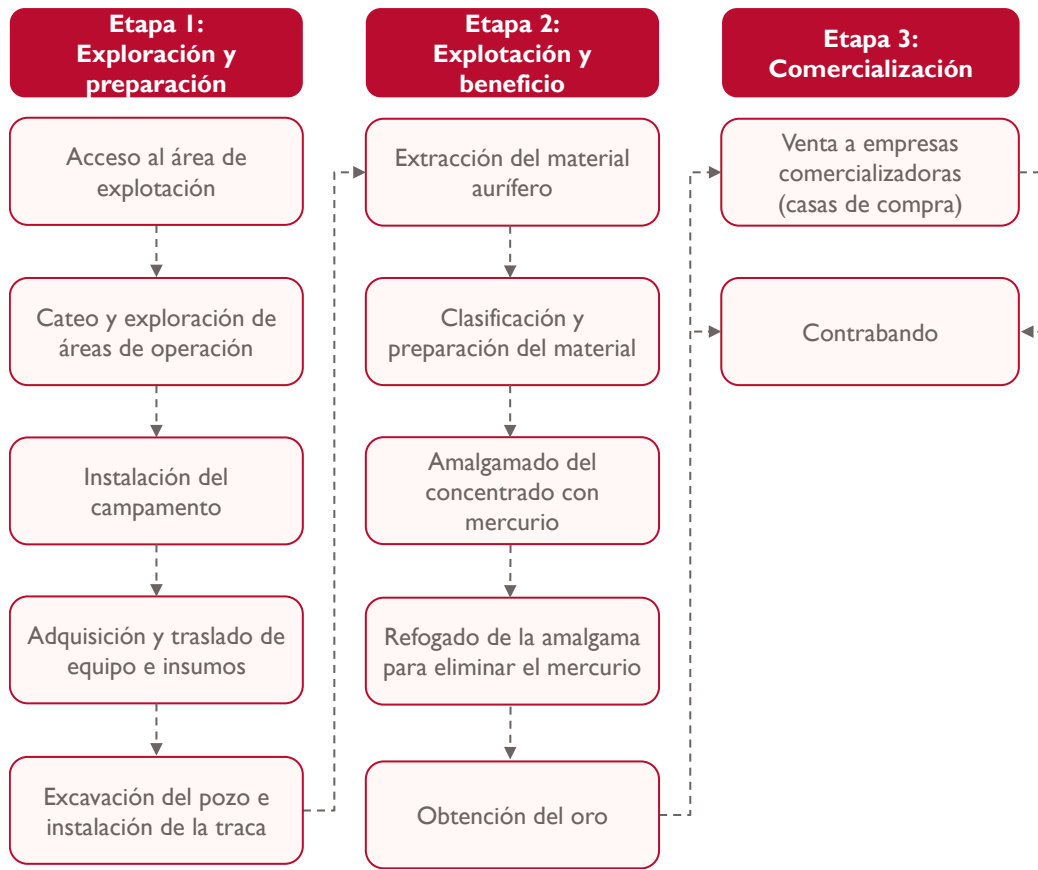 Etapa 1:
Exploración y
preparación
Acceso al área de
explotación
Cateo y exploración de
áreas de operación
Instalación del
campamento
Adquisición y traslado de
equipo e insumos
Excavación del pozo e
instalación de la traca
Etapa 2:
Explotación y
beneficio
Extracción del material
aurífero
Clasificación y
preparación del material
Amalgamado del
concentrado con
mercurio
Refogado de la amalgama
para eliminar el mercurio
Obtención del oro
Etapa 3:
Comercialización
Venta a empresas
comercializadoras
(casas de compra)
Contrabando